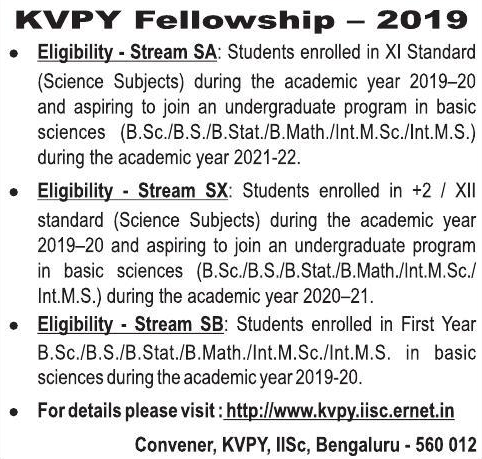 KVPY Fellowship – 2019
• Eligibility - Stream SA: Students enrolled in XI Standard
(Science Subjects) during the academic year 2019–20
and aspiring to join an undergraduate program in basic
sciences (B.Sc./B.S./B.Stat./B.Math./Int.M.Sc./Int.M.S.)
during the academic year 2021-22.
• Eligibility - Stream SX: Students enrolled in +2 / XII
standard (Science Subjects) during the academic year
2019–20 and aspiring to join an undergraduate program
in basic sciences (B.Sc./B.S./B.Stat./B.Math./Int.M.Sc./
Int.M.S.) during the academic year 2020–21.
• Eligibility - Stream SB: Students enrolled in First Year
B.Sc./B.S./B.Stat./B.Math./Int.M.Sc./Int.M.S. in basic
sciences during the academic year 2019-20.
• For details please visit : http://www.kvpy.iisc.ernet.in
Convener, KVPY, IISc, Bengaluru - 560 012